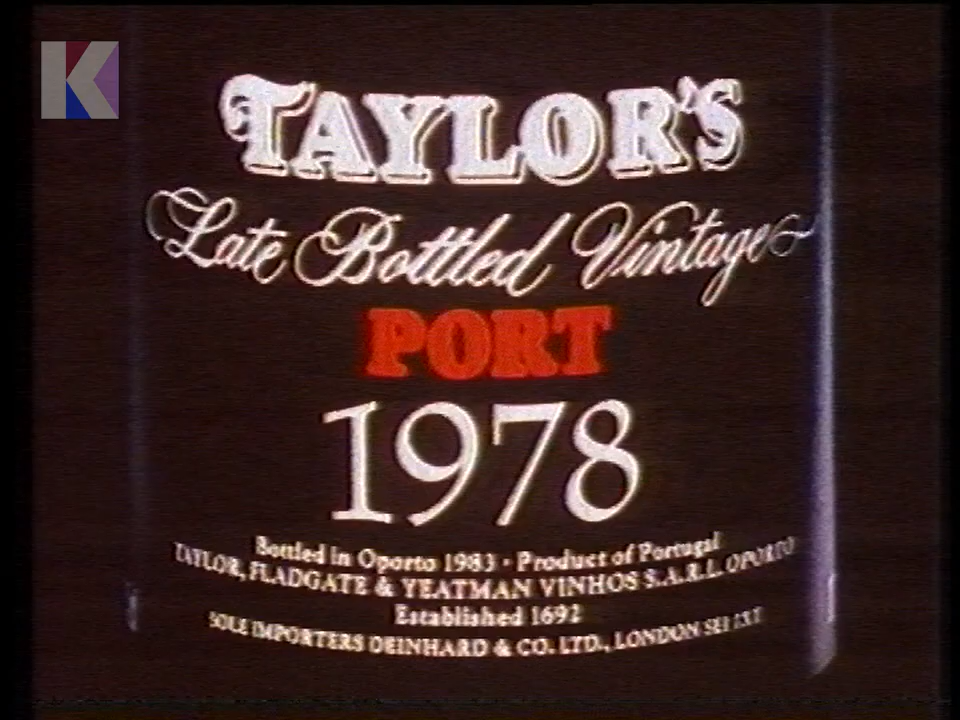 K
TAYLOR'S
Late Bottled Vintage
PORT
1978
Bottled in Oporto 1983 · Product of Portugal
TAYLOR, FLADGATE & YEATMAN VINHOS S.A.R.L. OPORTO
Established 1692
SOLE IMPORTERS DEINHARD & CO. LTD., LONDON SE1